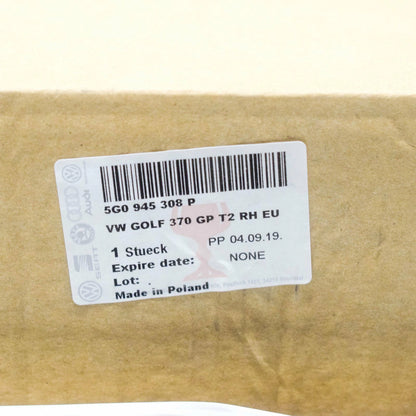 5G0 945 308 P
VW GOLF 370 GP T2 RH EU
1 Stueck PP 04.09.19.
Expire date: NONE
Lot: .
Made in Poland
Audi
SEAT